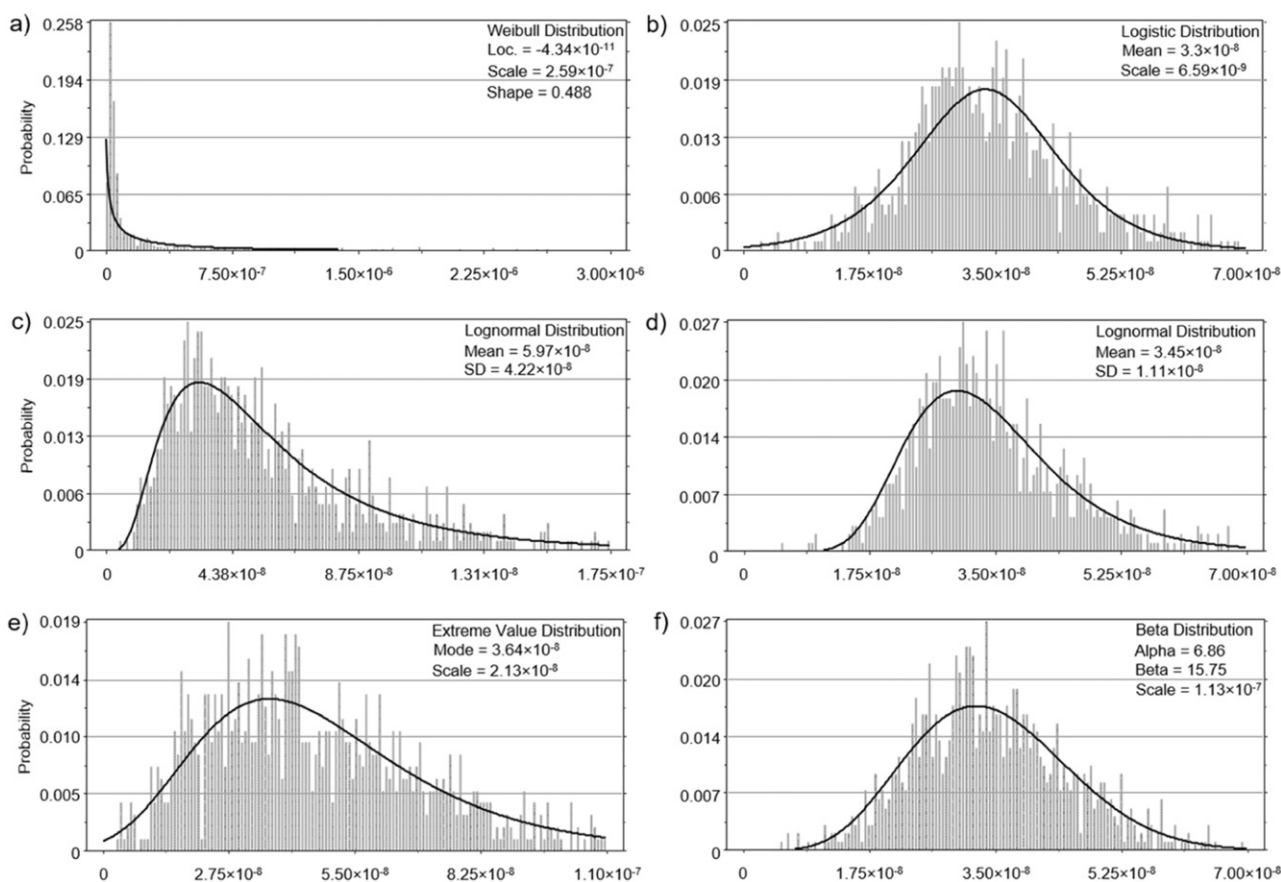 a)
Weibull Distribution
Loc. = -4.34×10⁻¹¹
Scale = 2.59×10⁻⁷
Shape = 0.488
Probability
0.258
0.194
0.129
0.065
0
0 7.50×10⁻⁷ 1.50×10⁻⁶ 2.25×10⁻⁶ 3.00×10⁻⁶
b)
Logistic Distribution
Mean = 3.3×10⁻⁸
Scale = 6.59×10⁻⁹
0.025
0.019
0.013
0.006
0
0 1.75×10⁻⁸ 3.50×10⁻⁸ 5.25×10⁻⁸ 7.00×10⁻⁸
c)
Lognormal Distribution
Mean = 5.97×10⁻⁸
SD = 4.22×10⁻⁸
Probability
0.025
0.019
0.013
0.006
0
0 4.38×10⁻⁸ 8.75×10⁻⁸ 1.31×10⁻⁸ 1.75×10⁻⁷
d)
Lognormal Distribution
Mean = 3.45×10⁻⁸
SD = 1.11×10⁻⁸
0.027
0.020
0.014
0.007
0
0 1.75×10⁻⁸ 3.50×10⁻⁸ 5.25×10⁻⁸ 7.00×10⁻⁸
e)
Extreme Value Distribution
Mode = 3.64×10⁻⁸
Scale = 2.13×10⁻⁸
Probability
0.019
0.014
0.010
0.005
0
0 2.75×10⁻⁸ 5.50×10⁻⁸ 8.25×10⁻⁸ 1.10×10⁻⁷
f)
Beta Distribution
Alpha = 6.86
Beta = 15.75
Scale = 1.13×10⁻⁷
0.027
0.020
0.014
0.007
0
0 1.75×10⁻⁸ 3.50×10⁻⁸ 5.25×10⁻⁸ 7.00×10⁻⁸